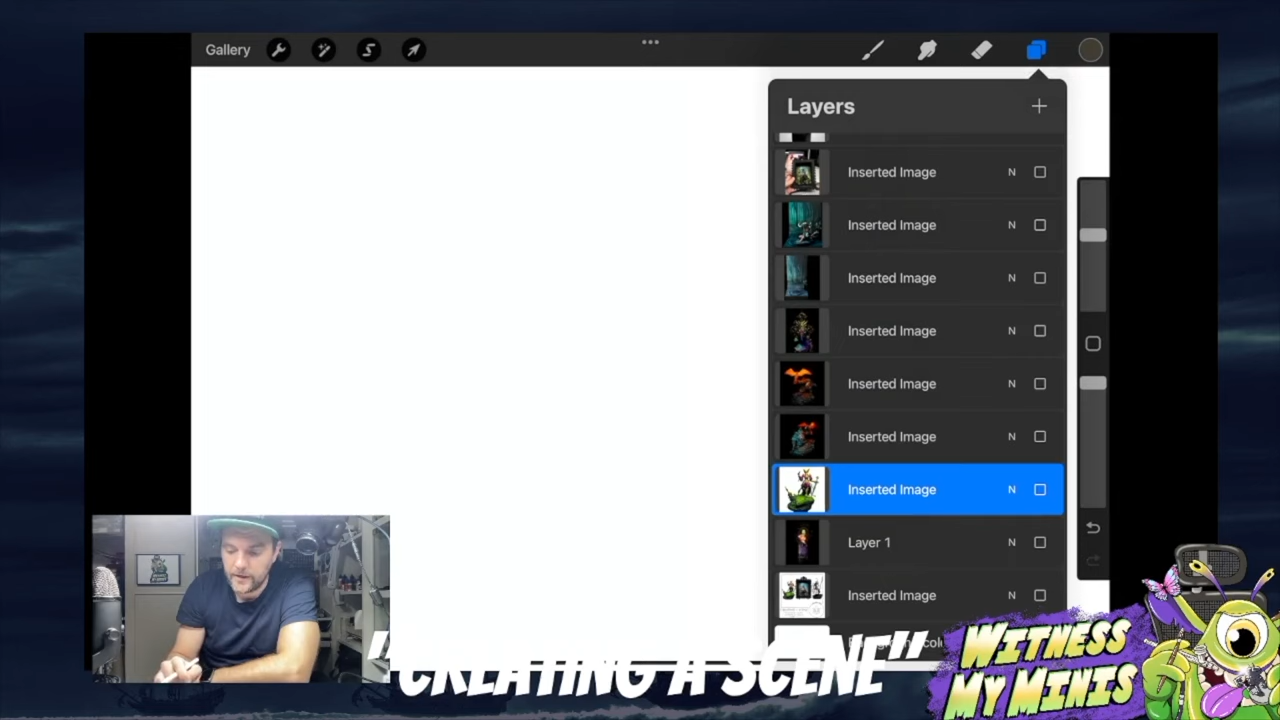 Gallery
Layers
Inserted Image N
Inserted Image N
Inserted Image N
Inserted Image N
Inserted Image N
Inserted Image N
Inserted Image N
Layer 1 N
Inserted Image N
"CREATING A SCENE"
WITNESS
MY MINIS